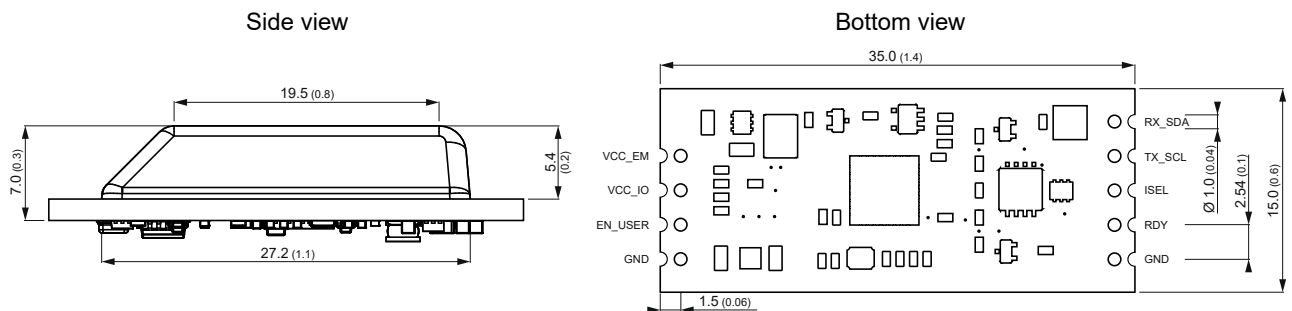 Side view
19.5 (0.8)
7.0 (0.3)
5.4 (0.2)
27.2 (1.1)
Bottom view
35.0 (1.4)
VCC_EM
VCC_IO
EN_USER
GND
RX_SDA
TX_SCL
ISEL
RDY
GND
Ø 1.0 (0.04)
2.54 (0.1)
15.0 (0.6)
1.5 (0.06)